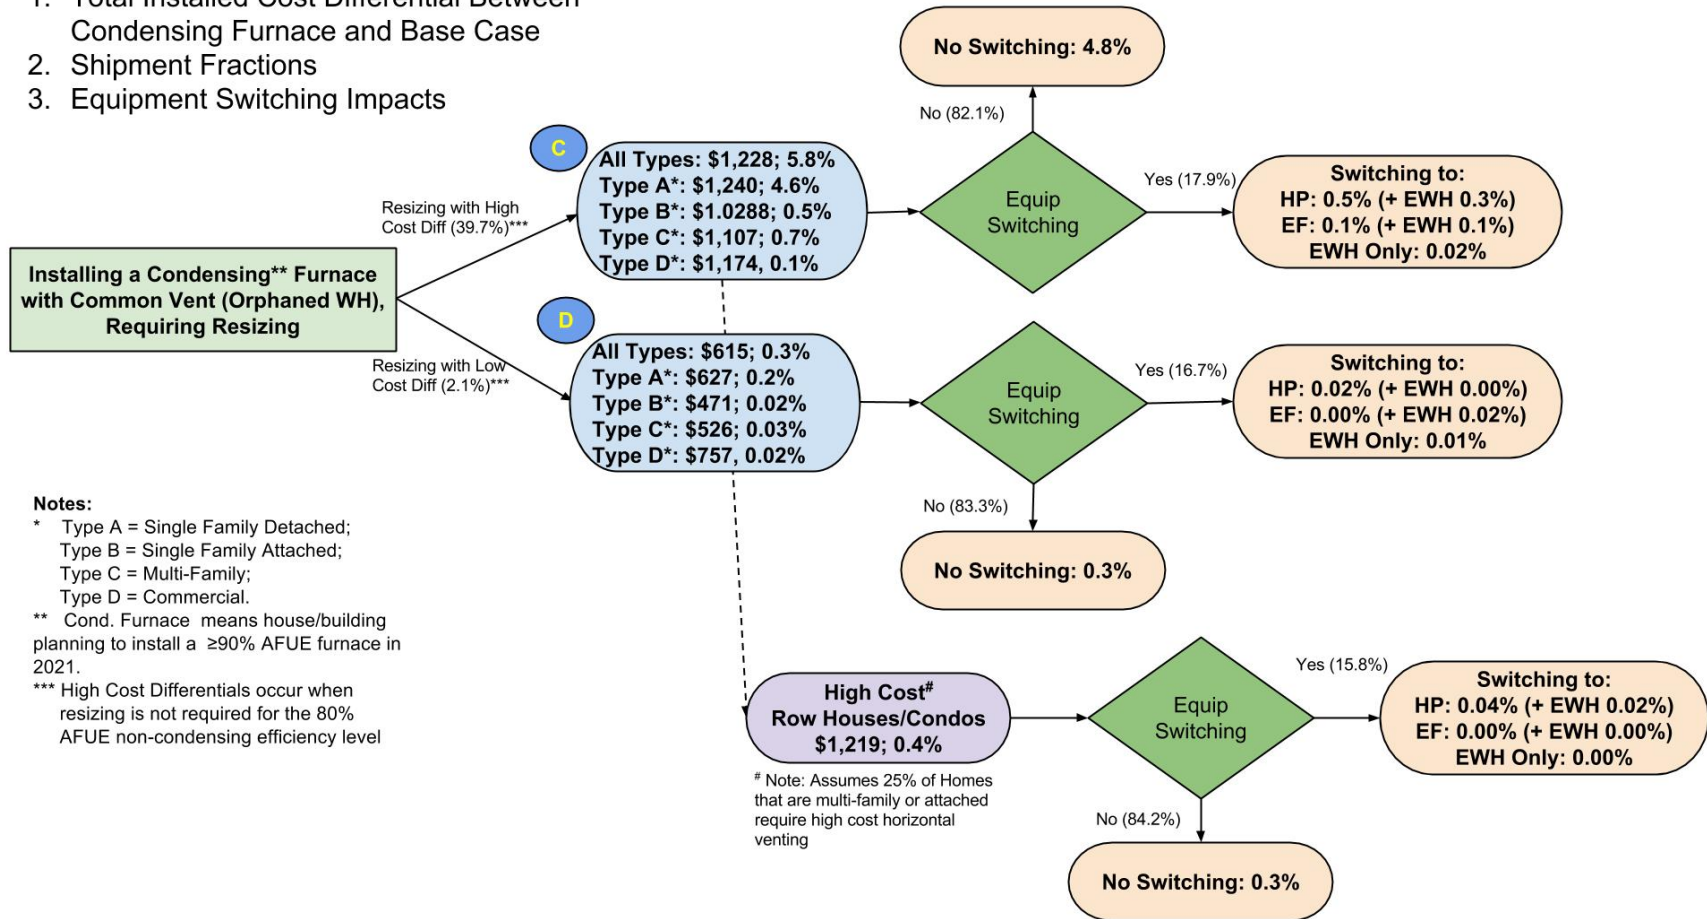 1. Total Installed Cost Differential Between
Condensing Furnace and Base Case
2. Shipment Fractions
3. Equipment Switching Impacts
No Switching: 4.8%
No (82.1%)
C
All Types: $1,228; 5.8%
Type A*: $1,240; 4.6%
Type B*: $1.0288; 0.5%
Type C*: $1,107; 0.7%
Type D*: $1,174, 0.1%
Equip
Switching
Yes (17.9%)
Switching to:
HP: 0.5% (+ EWH 0.3%)
EF: 0.1% (+ EWH 0.1%)
EWH Only: 0.02%
Resizing with High
Cost Diff (39.7%)***
Installing a Condensing** Furnace
with Common Vent (Orphaned WH),
Requiring Resizing
Resizing with Low
Cost Diff (2.1%)***
D
All Types: $615; 0.3%
Type A*: $627; 0.2%
Type B*: $471; 0.02%
Type C*: $526; 0.03%
Type D*: $757, 0.02%
Equip
Switching
Yes (16.7%)
Switching to:
HP: 0.02% (+ EWH 0.00%)
EF: 0.00% (+ EWH 0.02%)
EWH Only: 0.01%
No (83.3%)
No Switching: 0.3%
Notes:
* Type A = Single Family Detached;
Type B = Single Family Attached;
Type C = Multi-Family;
Type D = Commercial.
** Cond. Furnace means house/building
planning to install a ≥90% AFUE furnace in
2021.
*** High Cost Differentials occur when
resizing is not required for the 80%
AFUE non-condensing efficiency level
High Cost#
Row Houses/Condos
$1,219; 0.4%
# Note: Assumes 25% of Homes
that are multi-family or attached
require high cost horizontal
venting
Equip
Switching
Yes (15.8%)
Switching to:
HP: 0.04% (+ EWH 0.02%)
EF: 0.00% (+ EWH 0.00%)
EWH Only: 0.00%
No (84.2%)
No Switching: 0.3%